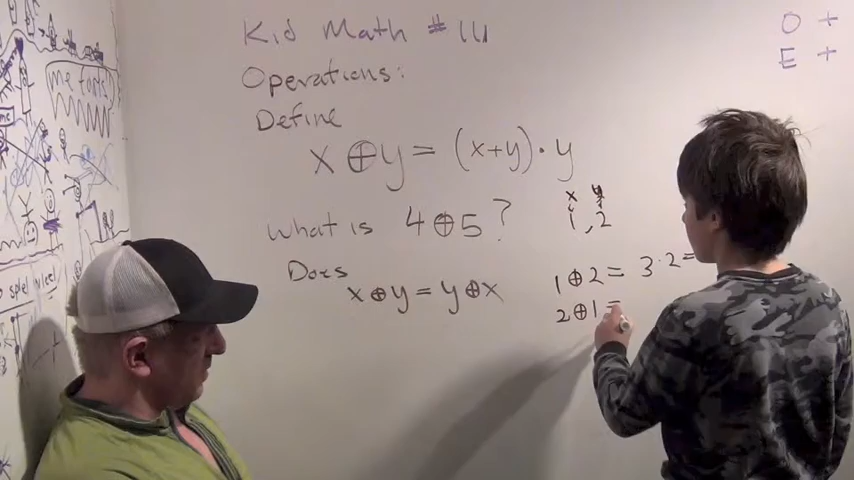 Kid Math #111
Operations:
Define
x ⊕ y = (x+y) · y
What is 4⊕5?
Does
x⊕y = y⊕x
x y
1, 2
1⊕2 = 3·2=
2⊕1 =
O +
E +
me fonts!